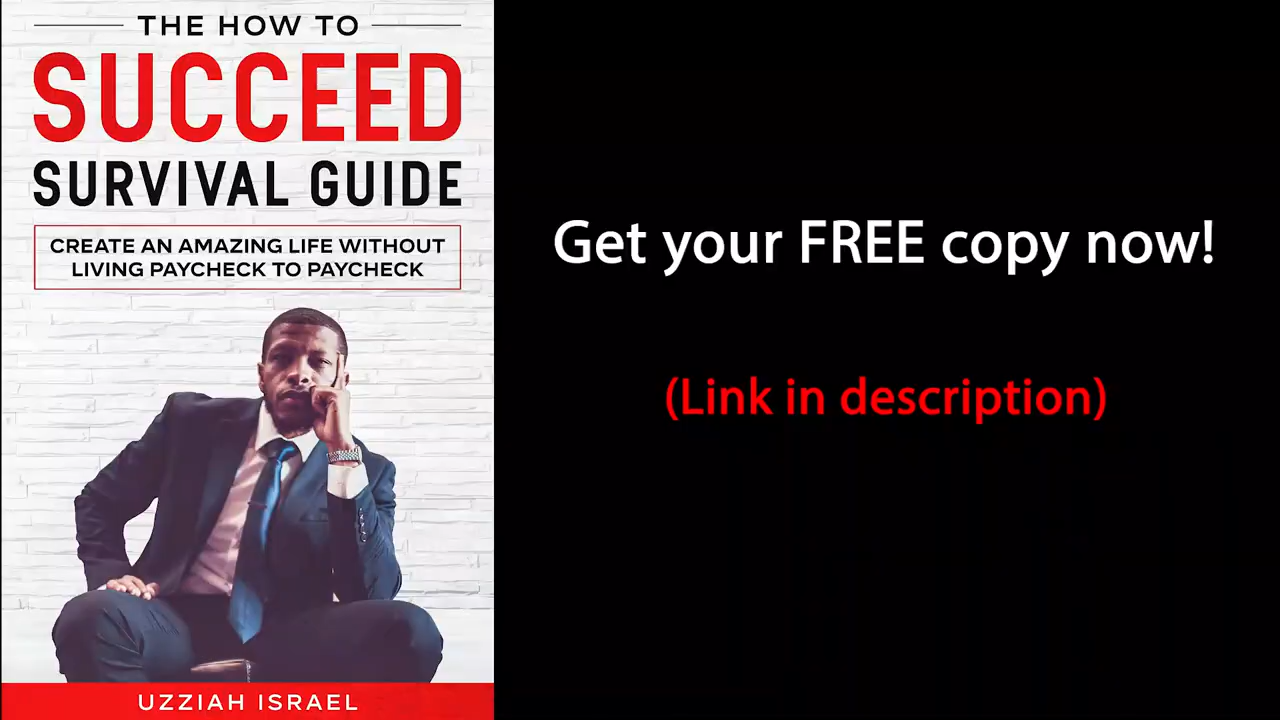 THE HOW TO
SUCCEED
SURVIVAL GUIDE
CREATE AN AMAZING LIFE WITHOUT
LIVING PAYCHECK TO PAYCHECK
UZZIAH ISRAEL
Get your FREE copy now!
(Link in description)